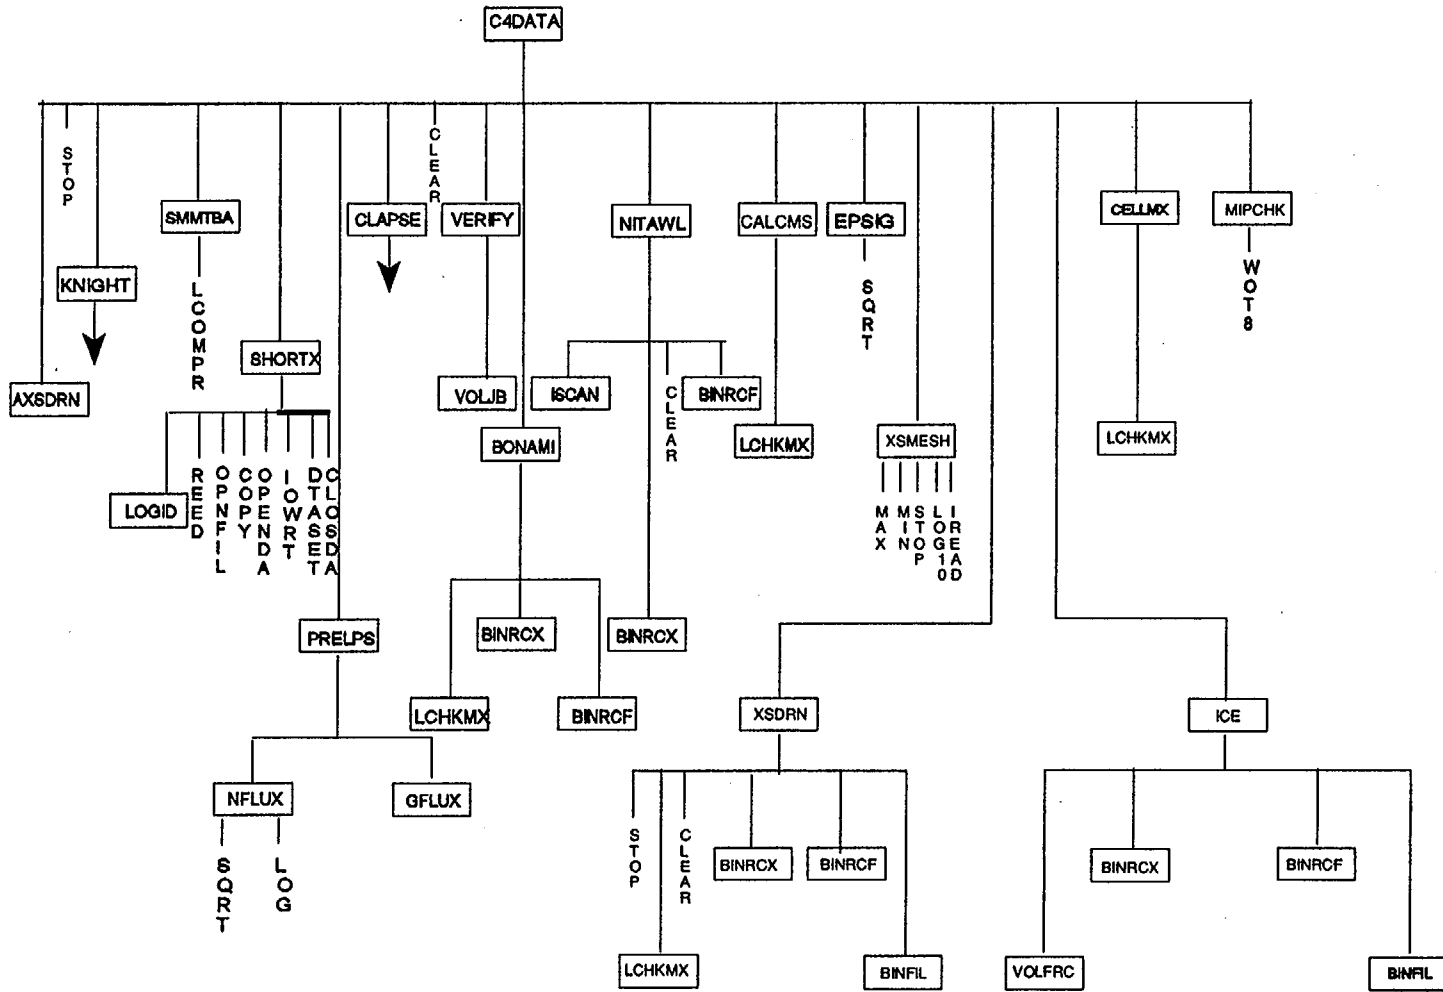 C4DATA
STOP
CLEAR
SMMTBA
CLAPSE
VERIFY
NITAWL
CALCMS
EPSIG
CELLMX
MIPCHK
KNIGHT
LCOMPR
SQRT
WOT8
SHORTX
AXSDRN
VOLJB
ISCAN
CLEAR
BINRCF
BONAMI
LCHKMX
XSMESH
LCHKMX
LOGID
REED
OPNFIL
COPY
OPENDA
IOWRT
DTASET
CLOSDA
MAX
MIN
STOP
LOG10
IREAD
PRELPS
BINRCX
BINRCX
LCHKMX
BINRCF
XSDRN
ICE
NFLUX
GFLUX
SQRT
LOG
STOP
CLEAR
BINRCX
BINRCF
BINRCX
BINRCF
LCHKMX
BINFIL
VOLFRC
BINFIL